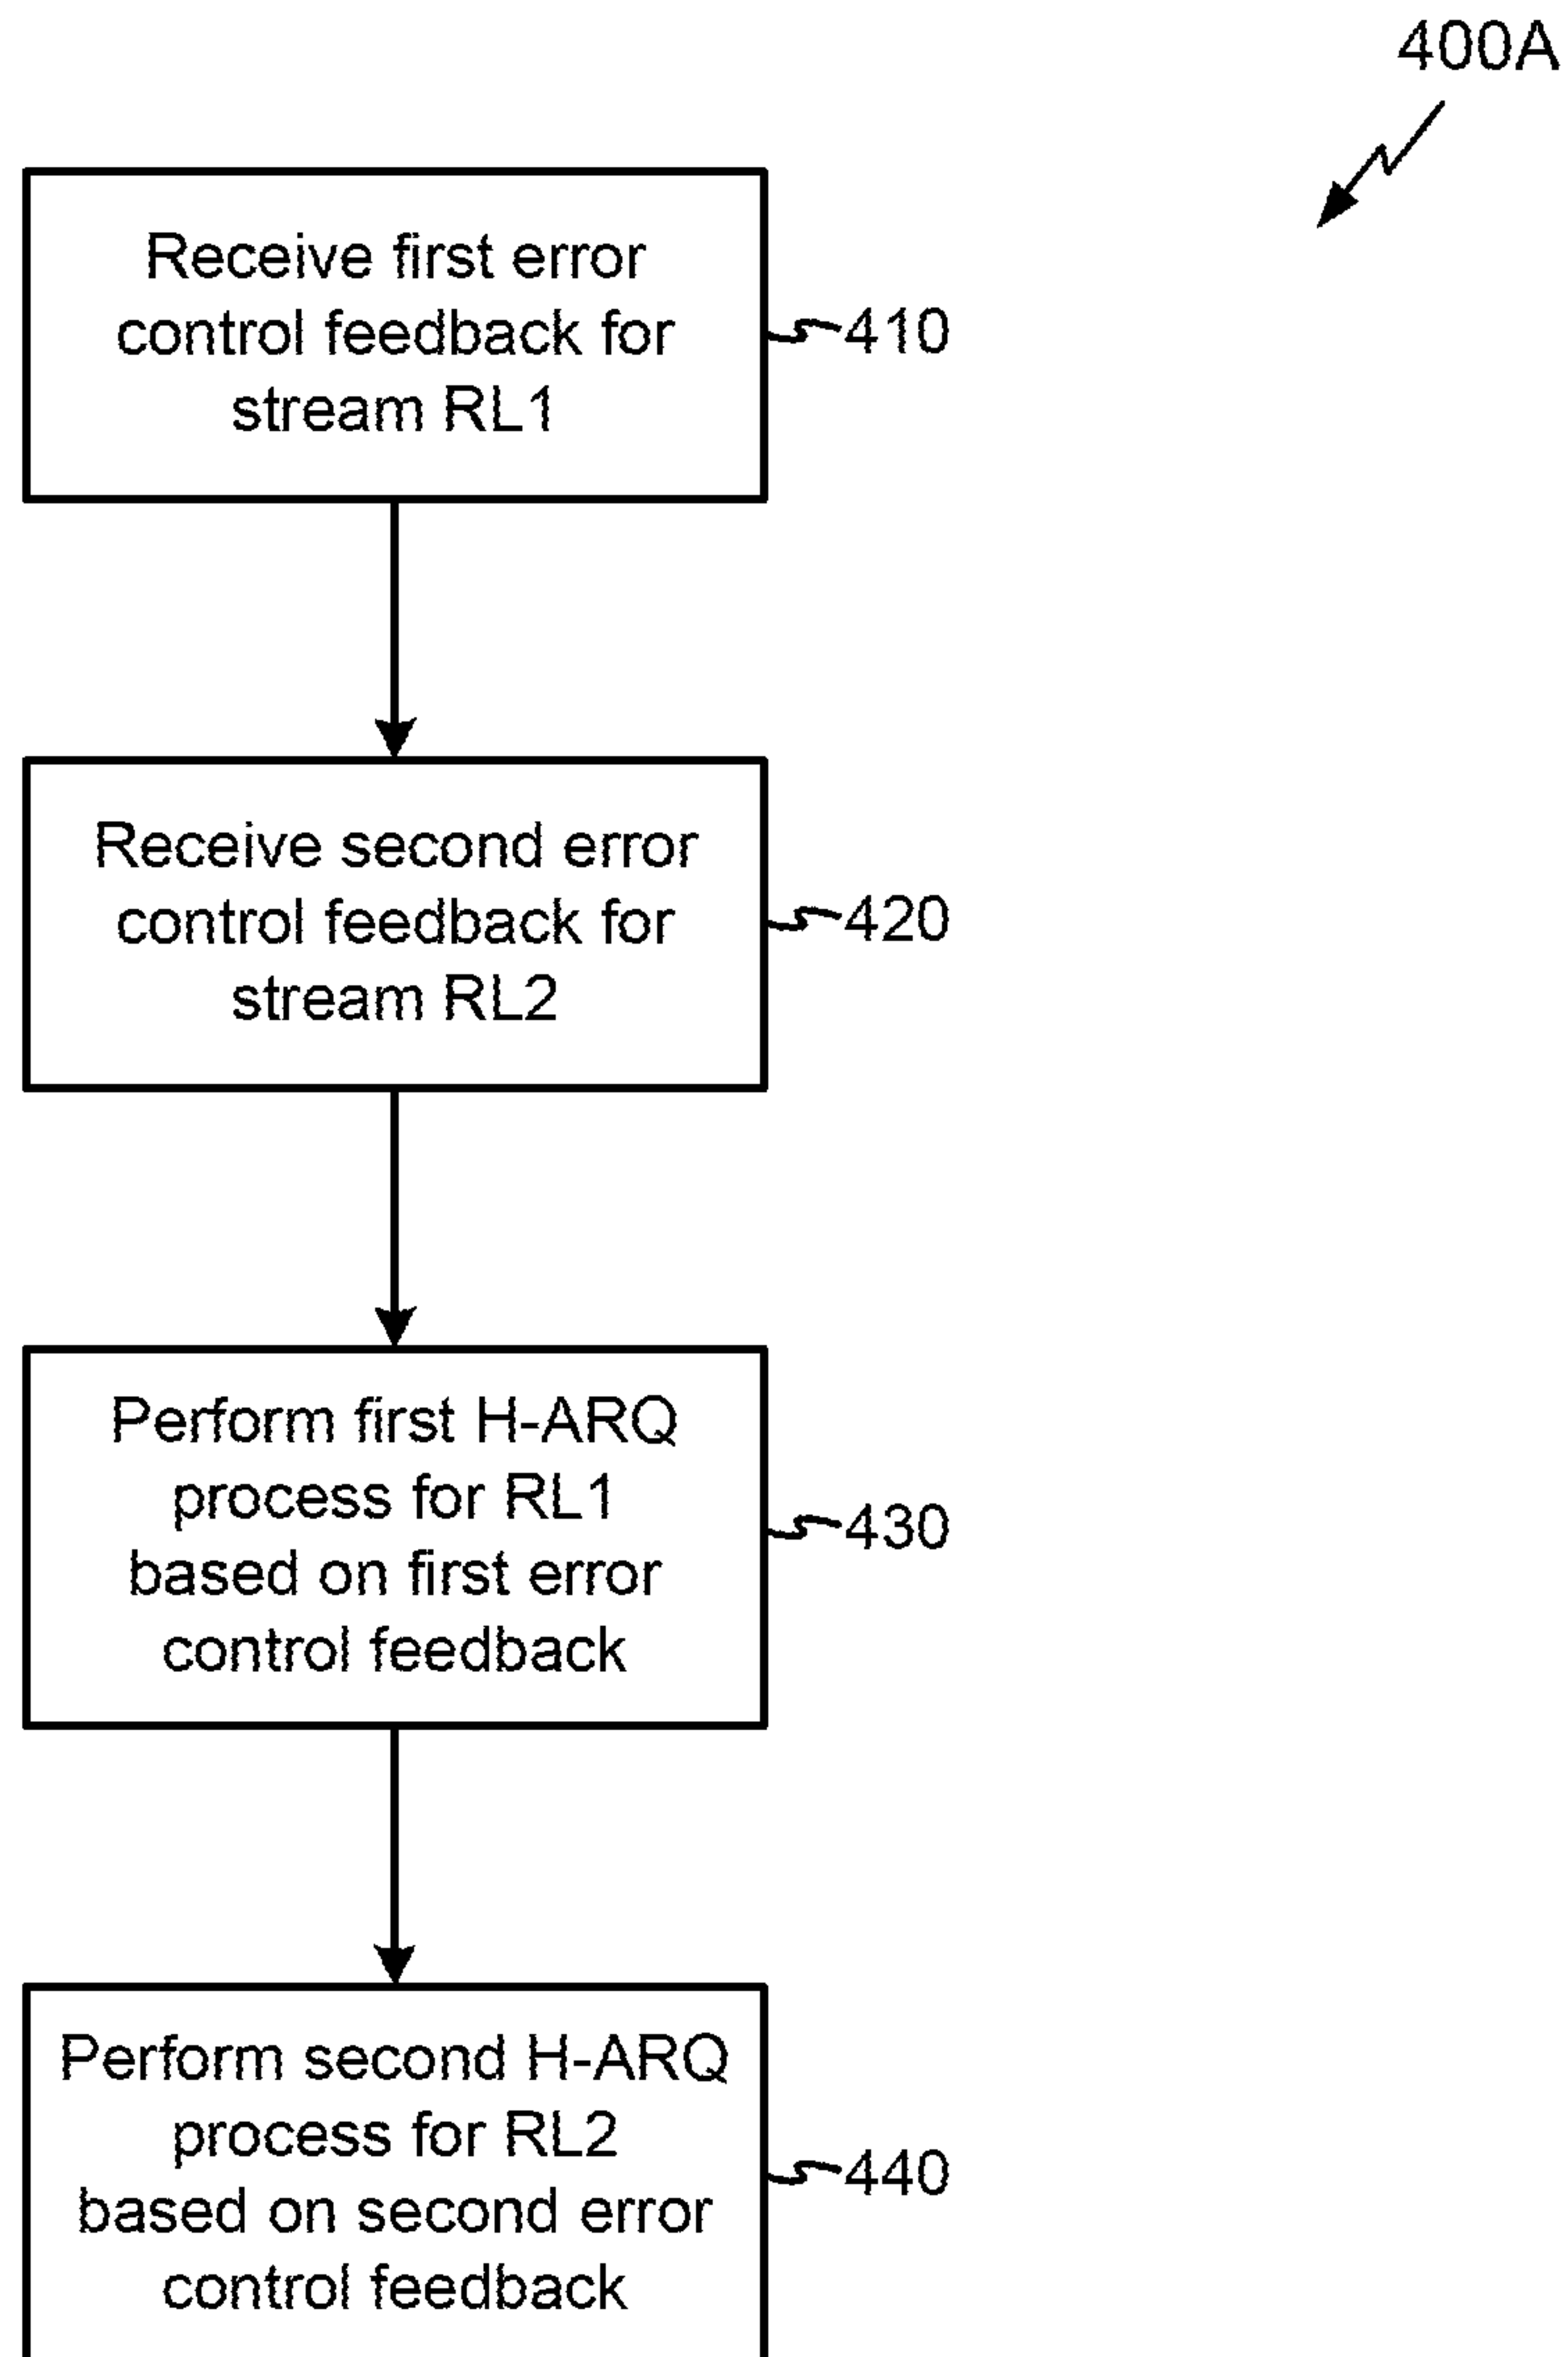 400A
Receive first error
control feedback for
stream RL1
410
Receive second error
control feedback for
stream RL2
420
Perform first H-ARQ
process for RL1
based on first error
control feedback
430
Perform second H-ARQ
process for RL2
based on second error
control feedback
440